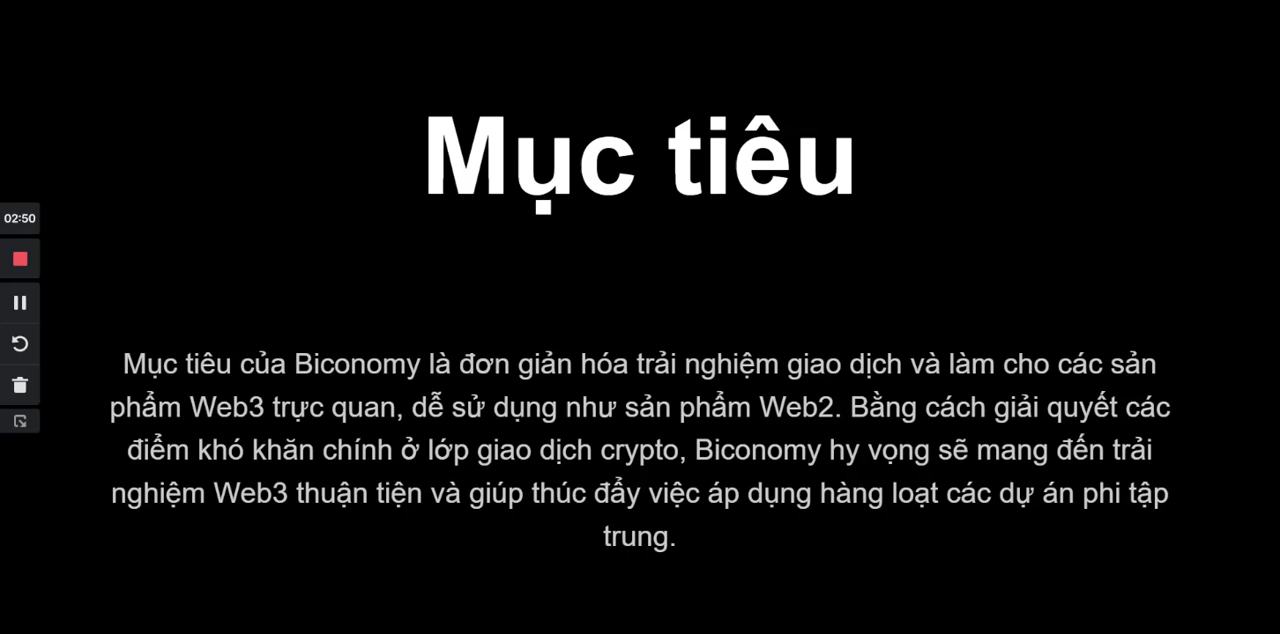 Mục tiêu
02:50
Mục tiêu của Biconomy là đơn giản hóa trải nghiệm giao dịch và làm cho các sản
phẩm Web3 trực quan, dễ sử dụng như sản phẩm Web2. Bằng cách giải quyết các
điểm khó khăn chính ở lớp giao dịch crypto, Biconomy hy vọng sẽ mang đến trải
nghiệm Web3 thuận tiện và giúp thúc đẩy việc áp dụng hàng loạt các dự án phi tập
trung.